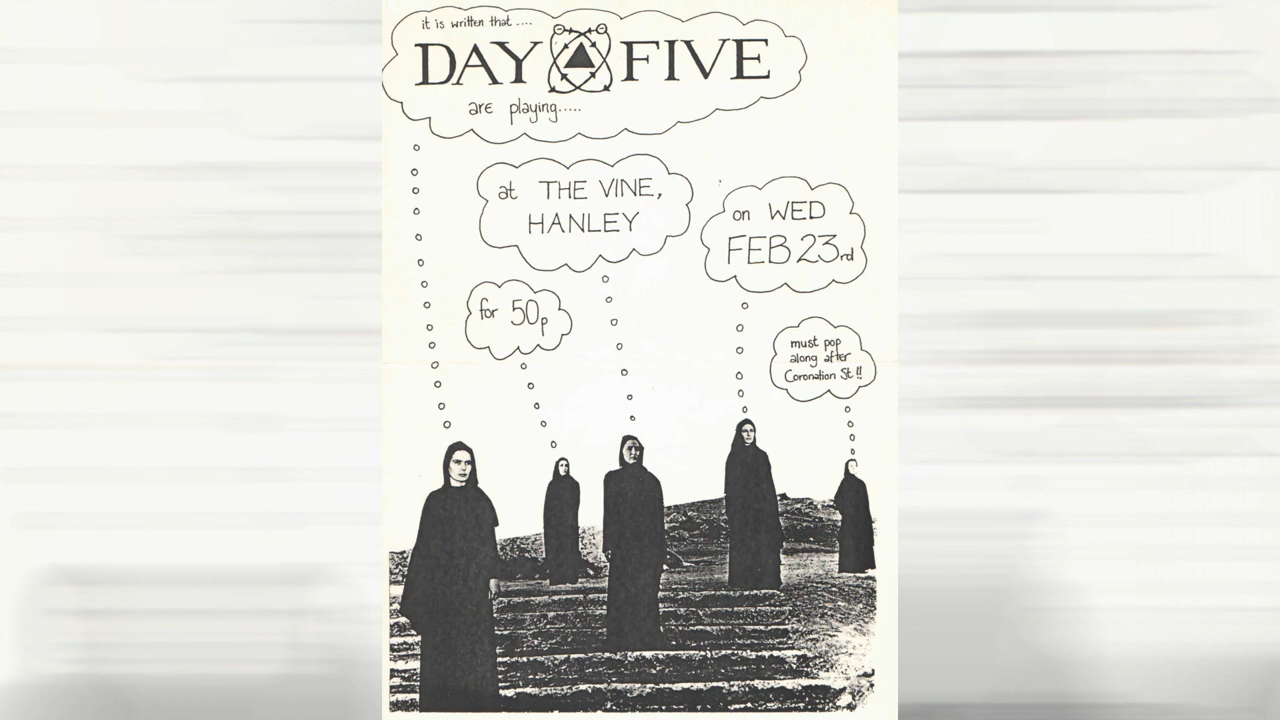 it is written that ....
DAY FIVE
are playing.....
at THE VINE,
HANLEY
on WED
FEB 23rd
for 50p
must pop
along after
Coronation St!!